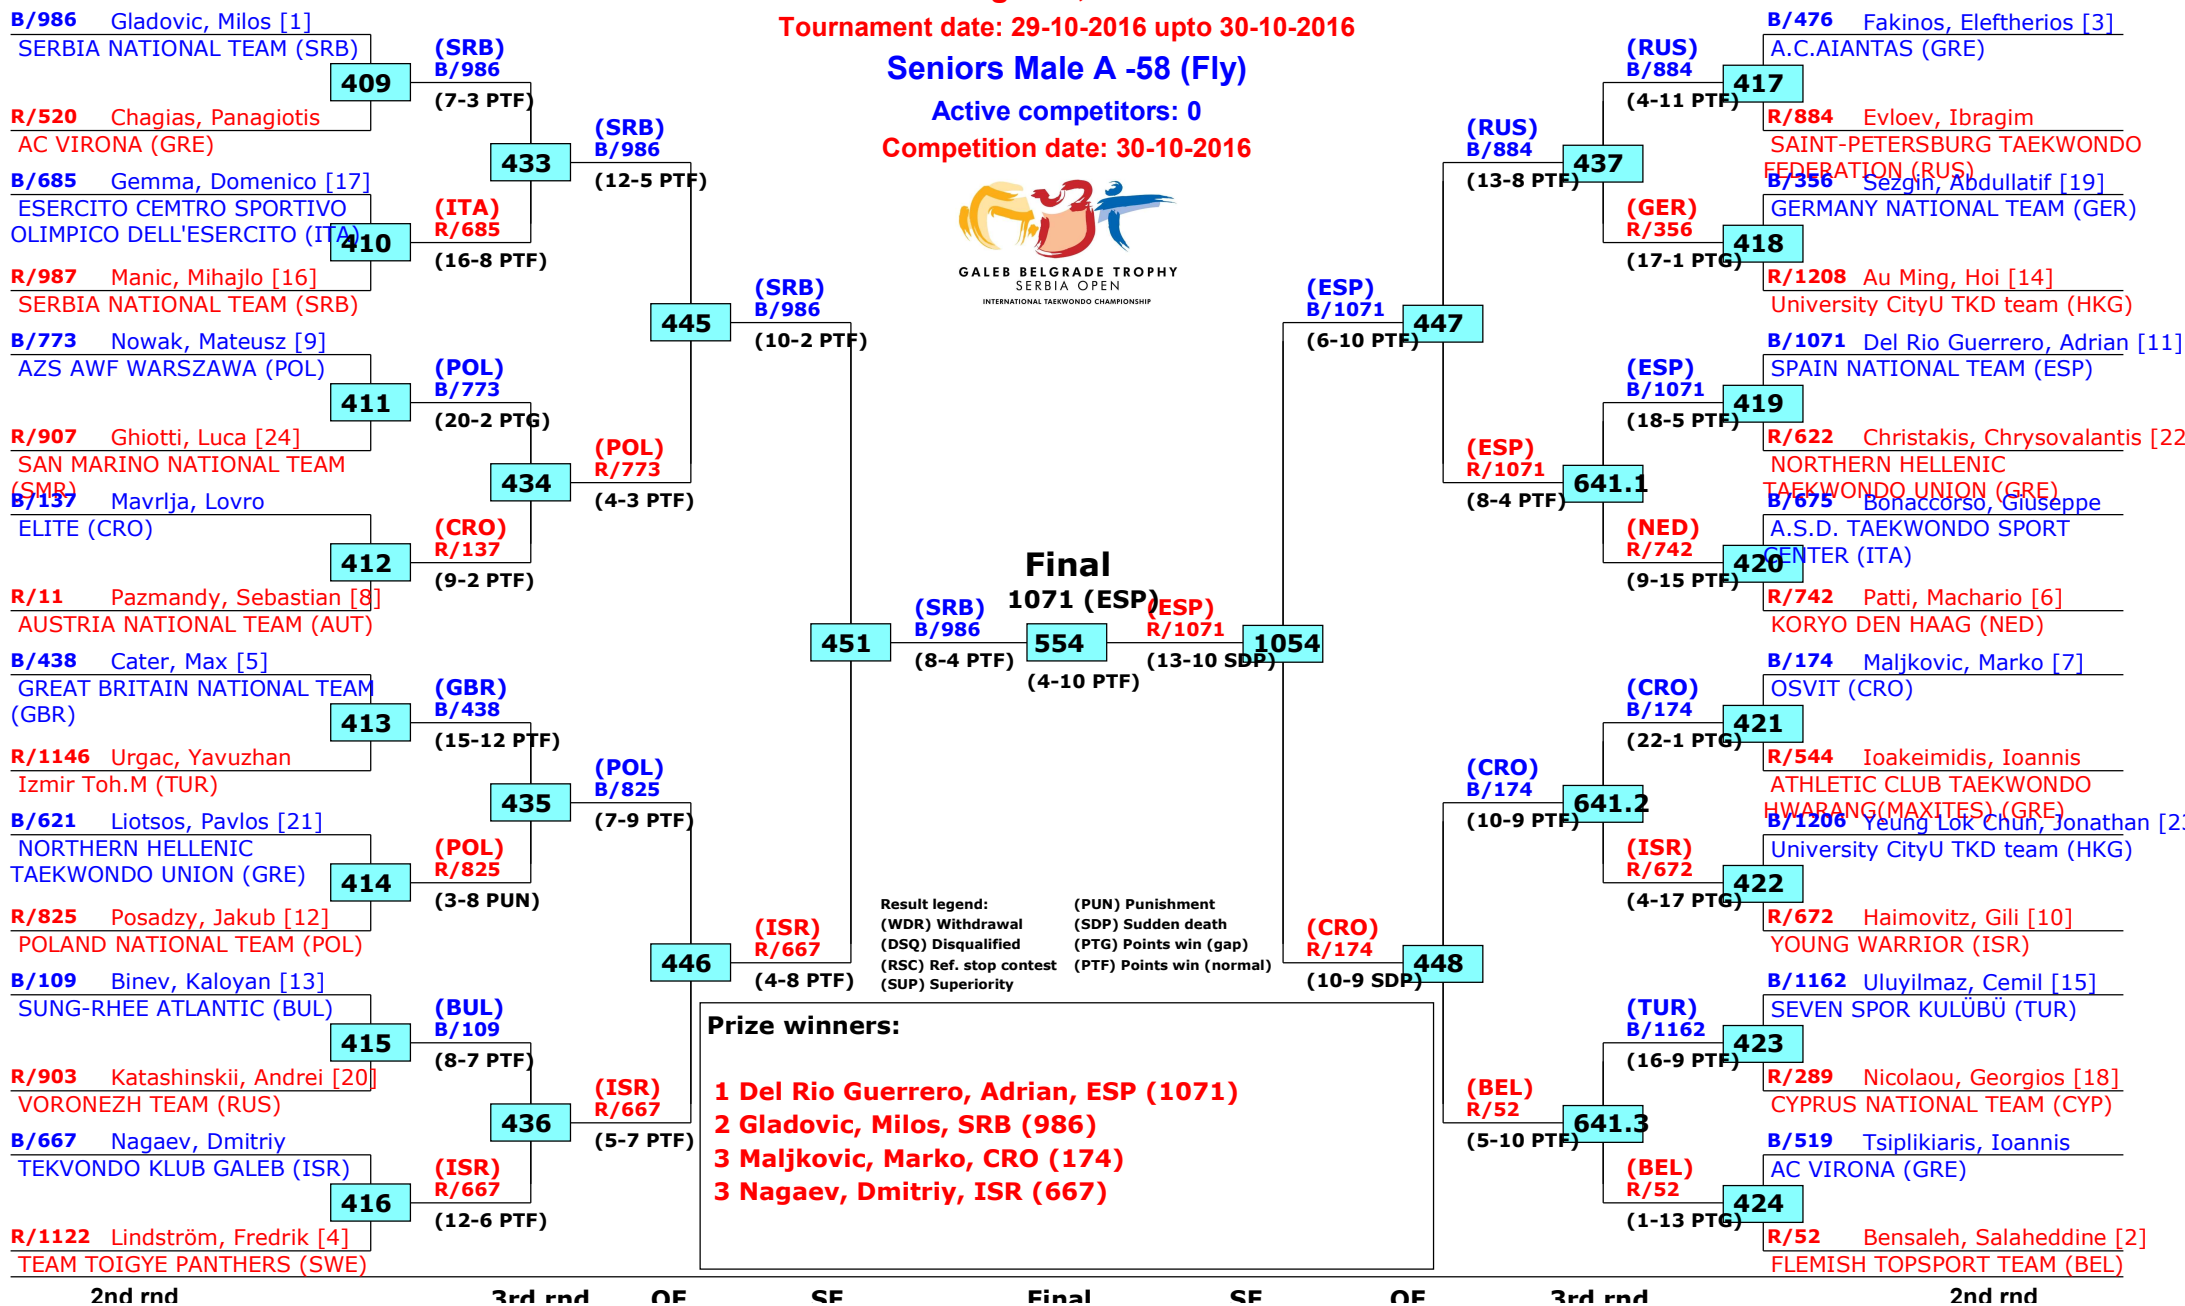 Tournament date: 29-10-2016 upto 30-10-2016
Seniors Male A -58 (Fly)
Active competitors: 0
Competition date: 30-10-2016
GALEB BELGRADE TROPHY
SERBIA OPEN
INTERNATIONAL TAEKWONDO CHAMPIONSHIP
B/986 Gladovic, Milos [1]
SERBIA NATIONAL TEAM (SRB)
409
R/520 Chagias, Panagiotis
AC VIRONA (GRE)
B/685 Gemma, Domenico [17]
ESERCITO CEMTRO SPORTIVO
OLIMPICO DELL'ESERCITO (ITA)
410
R/987 Manic, Mihajlo [16]
SERBIA NATIONAL TEAM (SRB)
B/773 Nowak, Mateusz [9]
AZS AWF WARSZAWA (POL)
411
R/907 Ghiotti, Luca [24]
SAN MARINO NATIONAL TEAM
(SMR)
B/137 Mavrlja, Lovro
ELITE (CRO)
412
R/11 Pazmandy, Sebastian [8]
AUSTRIA NATIONAL TEAM (AUT)
B/438 Cater, Max [5]
GREAT BRITAIN NATIONAL TEAM
(GBR)
413
R/1146 Urgac, Yavuzhan
Izmir Toh.M (TUR)
B/621 Liotsos, Pavlos [21]
NORTHERN HELLENIC
TAEKWONDO UNION (GRE)
414
R/825 Posadzy, Jakub [12]
POLAND NATIONAL TEAM (POL)
B/109 Binev, Kaloyan [13]
SUNG-RHEE ATLANTIC (BUL)
415
R/903 Katashinskii, Andrei [20]
VORONEZH TEAM (RUS)
B/667 Nagaev, Dmitriy
TEKVONDO KLUB GALEB (ISR)
416
R/1122 Lindström, Fredrik [4]
TEAM TOIGYE PANTHERS (SWE)
(SRB)
B/986
(7-3 PTF)
433
(ITA)
R/685
(16-8 PTF)
(POL)
B/773
(20-2 PTG)
434
(CRO)
R/137
(9-2 PTF)
(GBR)
B/438
(15-12 PTF)
435
(POL)
R/825
(3-8 PUN)
(BUL)
B/109
(8-7 PTF)
436
(ISR)
R/667
(12-6 PTF)
(SRB)
B/986
(12-5 PTF)
445
(POL)
R/773
(4-3 PTF)
(POL)
B/825
(7-9 PTF)
446
(ISR)
R/667
(5-7 PTF)
(SRB)
B/986
(10-2 PTF)
451
(ISR)
R/667
(4-8 PTF)
(SRB)
B/986
(8-4 PTF)
Final
1071 (ESP)
554
(4-10 PTF)
(ESP)
R/1071
(13-10 SDP)
1054
(ESP)
B/1071
(6-10 PTF)
447
(CRO)
R/174
(10-9 SDP)
448
(RUS)
B/884
(13-8 PTF)
437
(ESP)
R/1071
(8-4 PTF)
641.1
(CRO)
B/174
(10-9 PTF)
641.2
(BEL)
R/52
(5-10 PTF)
641.3
(RUS)
B/884
(4-11 PTF)
417
(GER)
R/356
(17-1 PTG)
418
(ESP)
B/1071
(18-5 PTF)
419
(NED)
R/742
(9-15 PTF)
420
(CRO)
B/174
(22-1 PTG)
421
(ISR)
R/672
(4-17 PTG)
422
(TUR)
B/1162
(16-9 PTF)
423
(BEL)
R/52
(1-13 PTG)
424
B/476 Fakinos, Eleftherios [3]
A.C.AIANTAS (GRE)
R/884 Evloev, Ibragim
SAINT-PETERSBURG TAEKWONDO
FEDERATION (RUS)
B/356 Sezgin, Abdullatif [19]
GERMANY NATIONAL TEAM (GER)
R/1208 Au Ming, Hoi [14]
University CityU TKD team (HKG)
B/1071 Del Rio Guerrero, Adrian [11]
SPAIN NATIONAL TEAM (ESP)
R/622 Christakis, Chrysovalantis [22
NORTHERN HELLENIC
TAEKWONDO UNION (GRE)
B/675 Bonaccorso, Giuseppe
A.S.D. TAEKWONDO SPORT
CENTER (ITA)
R/742 Patti, Machario [6]
KORYO DEN HAAG (NED)
B/174 Maljkovic, Marko [7]
OSVIT (CRO)
R/544 Ioakeimidis, Ioannis
ATHLETIC CLUB TAEKWONDO
HWARANG(MAXITES) (GRE)
B/1206 Yeung Lok Chun, Jonathan [23
University CityU TKD team (HKG)
R/672 Haimovitz, Gili [10]
YOUNG WARRIOR (ISR)
B/1162 Uluyilmaz, Cemil [15]
SEVEN SPOR KULÜBÜ (TUR)
R/289 Nicolaou, Georgios [18]
CYPRUS NATIONAL TEAM (CYP)
B/519 Tsiplikiaris, Ioannis
AC VIRONA (GRE)
R/52 Bensaleh, Salaheddine [2]
FLEMISH TOPSPORT TEAM (BEL)
Result legend:
(WDR) Withdrawal
(DSQ) Disqualified
(RSC) Ref. stop contest
(SUP) Superiority
(PUN) Punishment
(SDP) Sudden death
(PTG) Points win (gap)
(PTF) Points win (normal)
Prize winners:
1 Del Rio Guerrero, Adrian, ESP (1071)
2 Gladovic, Milos, SRB (986)
3 Maljkovic, Marko, CRO (174)
3 Nagaev, Dmitriy, ISR (667)
2nd rnd 3rd rnd QF SF Final SF QF 3rd rnd 2nd rnd